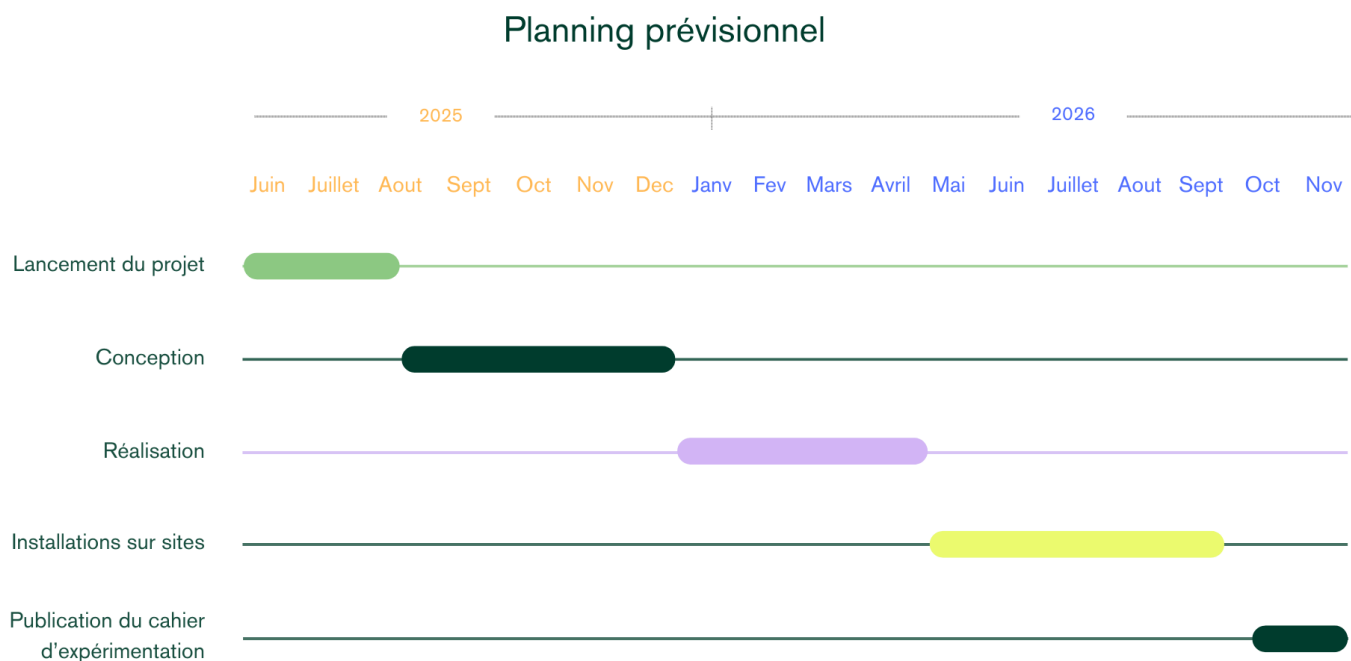 Planning prévisionnel
2025 2026
Juin Juillet Aout Sept Oct Nov Dec Janv Fev Mars Avril Mai Juin Juillet Aout Sept Oct Nov
Lancement du projet
Conception
Réalisation
Installations sur sites
Publication du cahier
d’expérimentation